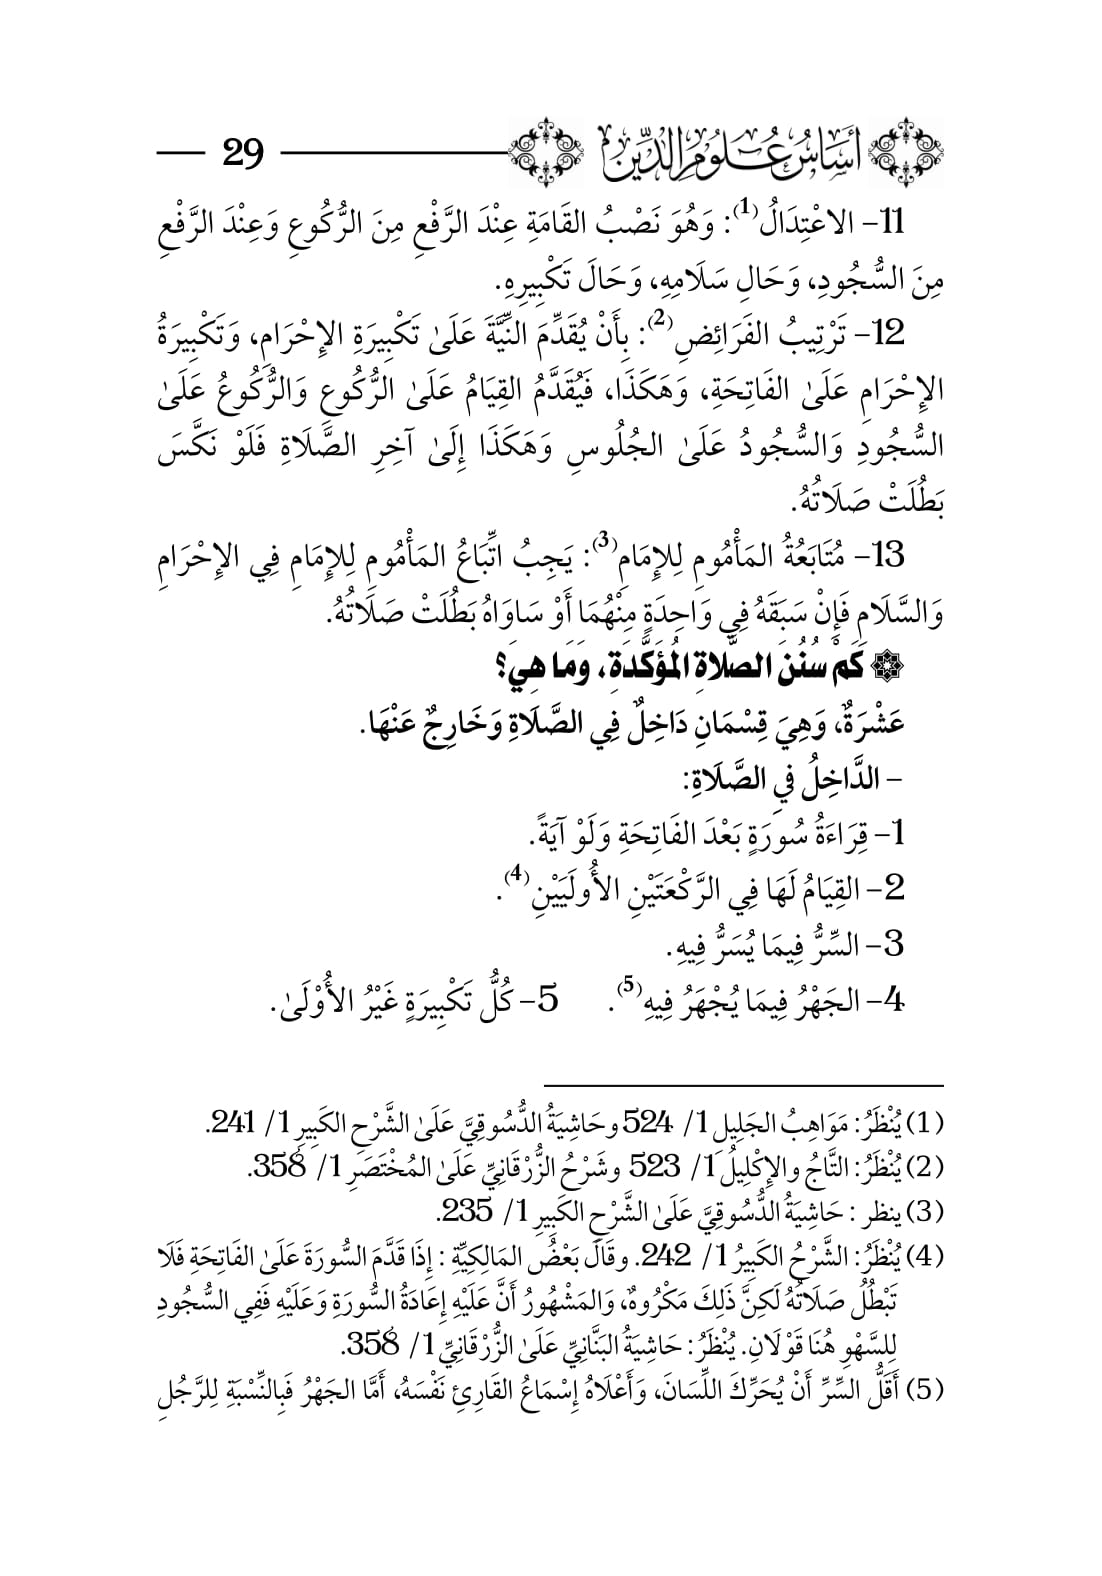 أَسَاسُ عُلُومِ الدِّينِ 29
11- الاعْتِدَالُ(1): وَهُوَ نَصْبُ القَامَةِ عِنْدَ الرَّفْعِ مِنَ الرُّكُوعِ وَعِنْدَ الرَّفْعِ
مِنَ السُّجُودِ، وَحَالِ سَلَامِهِ، وَحَالَ تَكْبِيرِهِ.
12- تَرْتِيبُ الفَرَائِضِ(2): بِأَنْ يُقَدِّمَ النِّيَّةَ عَلَىٰ تَكْبِيرَةِ الإِحْرَامِ، وَتَكْبِيرَةُ
الإِحْرَامِ عَلَىٰ الفَاتِحَةِ، وَهَكَذَا، فَيُقَدَّمُ القِيَامُ عَلَىٰ الرُّكُوعِ وَالرُّكُوعُ عَلَىٰ
السُّجُودِ وَالسُّجُودُ عَلَىٰ الجُلُوسِ وَهَكَذَا إِلَىٰ آخِرِ الصَّلَاةِ فَلَوْ نَكَّسَ
بَطُلَتْ صَلَاتُهُ.
13- مُتَابَعَةُ المَأْمُومِ لِلإِمَامِ(3): يَجِبُ اتِّبَاعُ المَأْمُومِ لِلإِمَامِ فِي الإِحْرَامِ
وَالسَّلَامِ فَإِنْ سَبَقَهُ فِي وَاحِدَةٍ مِنْهُمَا أَوْ سَاوَاهُ بَطُلَتْ صَلَاتُهُ.
كَمْ سُنَنَ الصَّلَاةِ المُؤَكَّدَةِ، وَمَا هِيَ؟
عَشْرَةٌ، وَهِيَ قِسْمَانِ دَاخِلٌ فِي الصَّلَاةِ وَخَارِجٌ عَنْهَا.
- الدَّاخِلُ فِي الصَّلَاةِ:
1- قِرَاءَةُ سُورَةٍ بَعْدَ الفَاتِحَةِ وَلَوْ آيَةً.
2- القِيَامُ لَهَا فِي الرَّكْعَتَيْنِ الأُولَيَيْنِ(4).
3- السِّرُّ فِيمَا يُسَرُّ فِيهِ.
4- الجَهْرُ فِيمَا يُجْهَرُ فِيهِ(5). 5- كُلُّ تَكْبِيرَةٍ غَيْرُ الأُوْلَىٰ.
(1) يُنْظَرُ: مَوَاهِبُ الجَلِيلِ 1/ 524 وحَاشِيَةُ الدُّسُوقِيَّ عَلَىٰ الشَّرْحِ الكَبِيرِ 1/ 241.
(2) يُنْظَرُ: التَّاجُ والإِكْلِيلُ 1/ 523 وشَرْحُ الزُّرْقَانِيِّ عَلَىٰ المُخْتَصَرِ 1/ 358.
(3) ينظر : حَاشِيَةُ الدُّسُوقِيَّ عَلَىٰ الشَّرْحِ الكَبِيرِ 1/ 235.
(4) يُنْظَرُ: الشَّرْحُ الكَبِيرُ 1/ 242. وقَالَ بَعْضُ المَالِكِيَّةِ : إِذَا قَدَّمَ السُّورَةَ عَلَىٰ الفَاتِحَةِ فَلَا
تَبْطُلُ صَلَاتُهُ لَكِنَّ ذَلِكَ مَكْرُوهٌ، وَالمَشْهُورُ أَنَّ عَلَيْهِ إِعَادَةُ السُّورَةِ وَعَلَيْهِ فَفِي السُّجُودِ
لِلسَّهْوِ هُنَا قَوْلَانِ. يُنْظَرُ: حَاشِيَةُ البَنَّانِيِّ عَلَىٰ الزُّرْقَانِيِّ 1/ 358.
(5) أَقَلُّ السِّرِّ أَنْ يُحَرِّكَ اللِّسَانَ، وَأَعْلَاهُ إِسْمَاعُ القَارِئِ نَفْسَهُ، أَمَّا الجَهْرُ فَبِالنِّسْبَةِ لِلرَّجُلِ